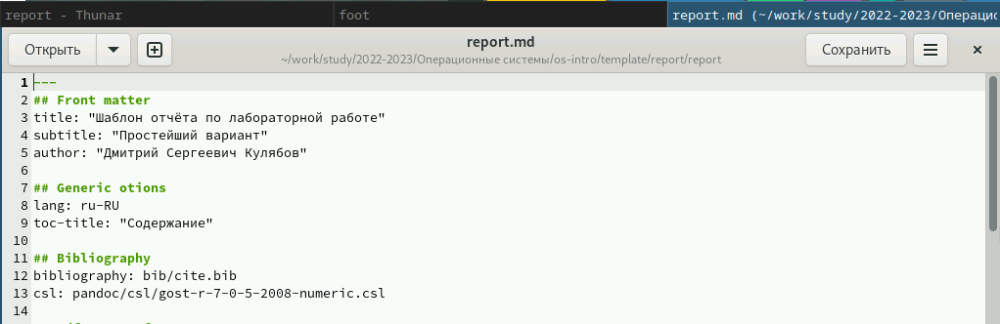 report - Thunar
foot
report.md (~/work/study/2022-2023/Операцис
Открыть
report.md
~/work/study/2022-2023/Операционные системы/os-intro/template/report/report
Сохранить
1 ---
2 ## Front matter
3 title: "Шаблон отчёта по лабораторной работе"
4 subtitle: "Простейший вариант"
5 author: "Дмитрий Сергеевич Кулябов"
6
7 ## Generic otions
8 lang: ru-RU
9 toc-title: "Содержание"
10
11 ## Bibliography
12 bibliography: bib/cite.bib
13 csl: pandoc/csl/gost-r-7-0-5-2008-numeric.csl
14